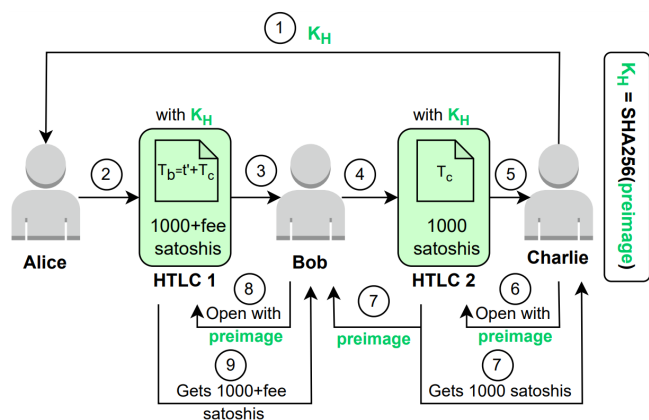 1
K_H
K_H = SHA256(preimage)
with K_H
with K_H
T_b=t'+T_c
T_c
2
3
4
5
1000+fee
satoshis
1000
satoshis
Alice
HTLC 1
Bob
HTLC 2
Charlie
8
7
6
Open with
preimage
preimage
Open with
preimage
9
7
Gets 1000+fee
satoshis
Gets 1000 satoshis